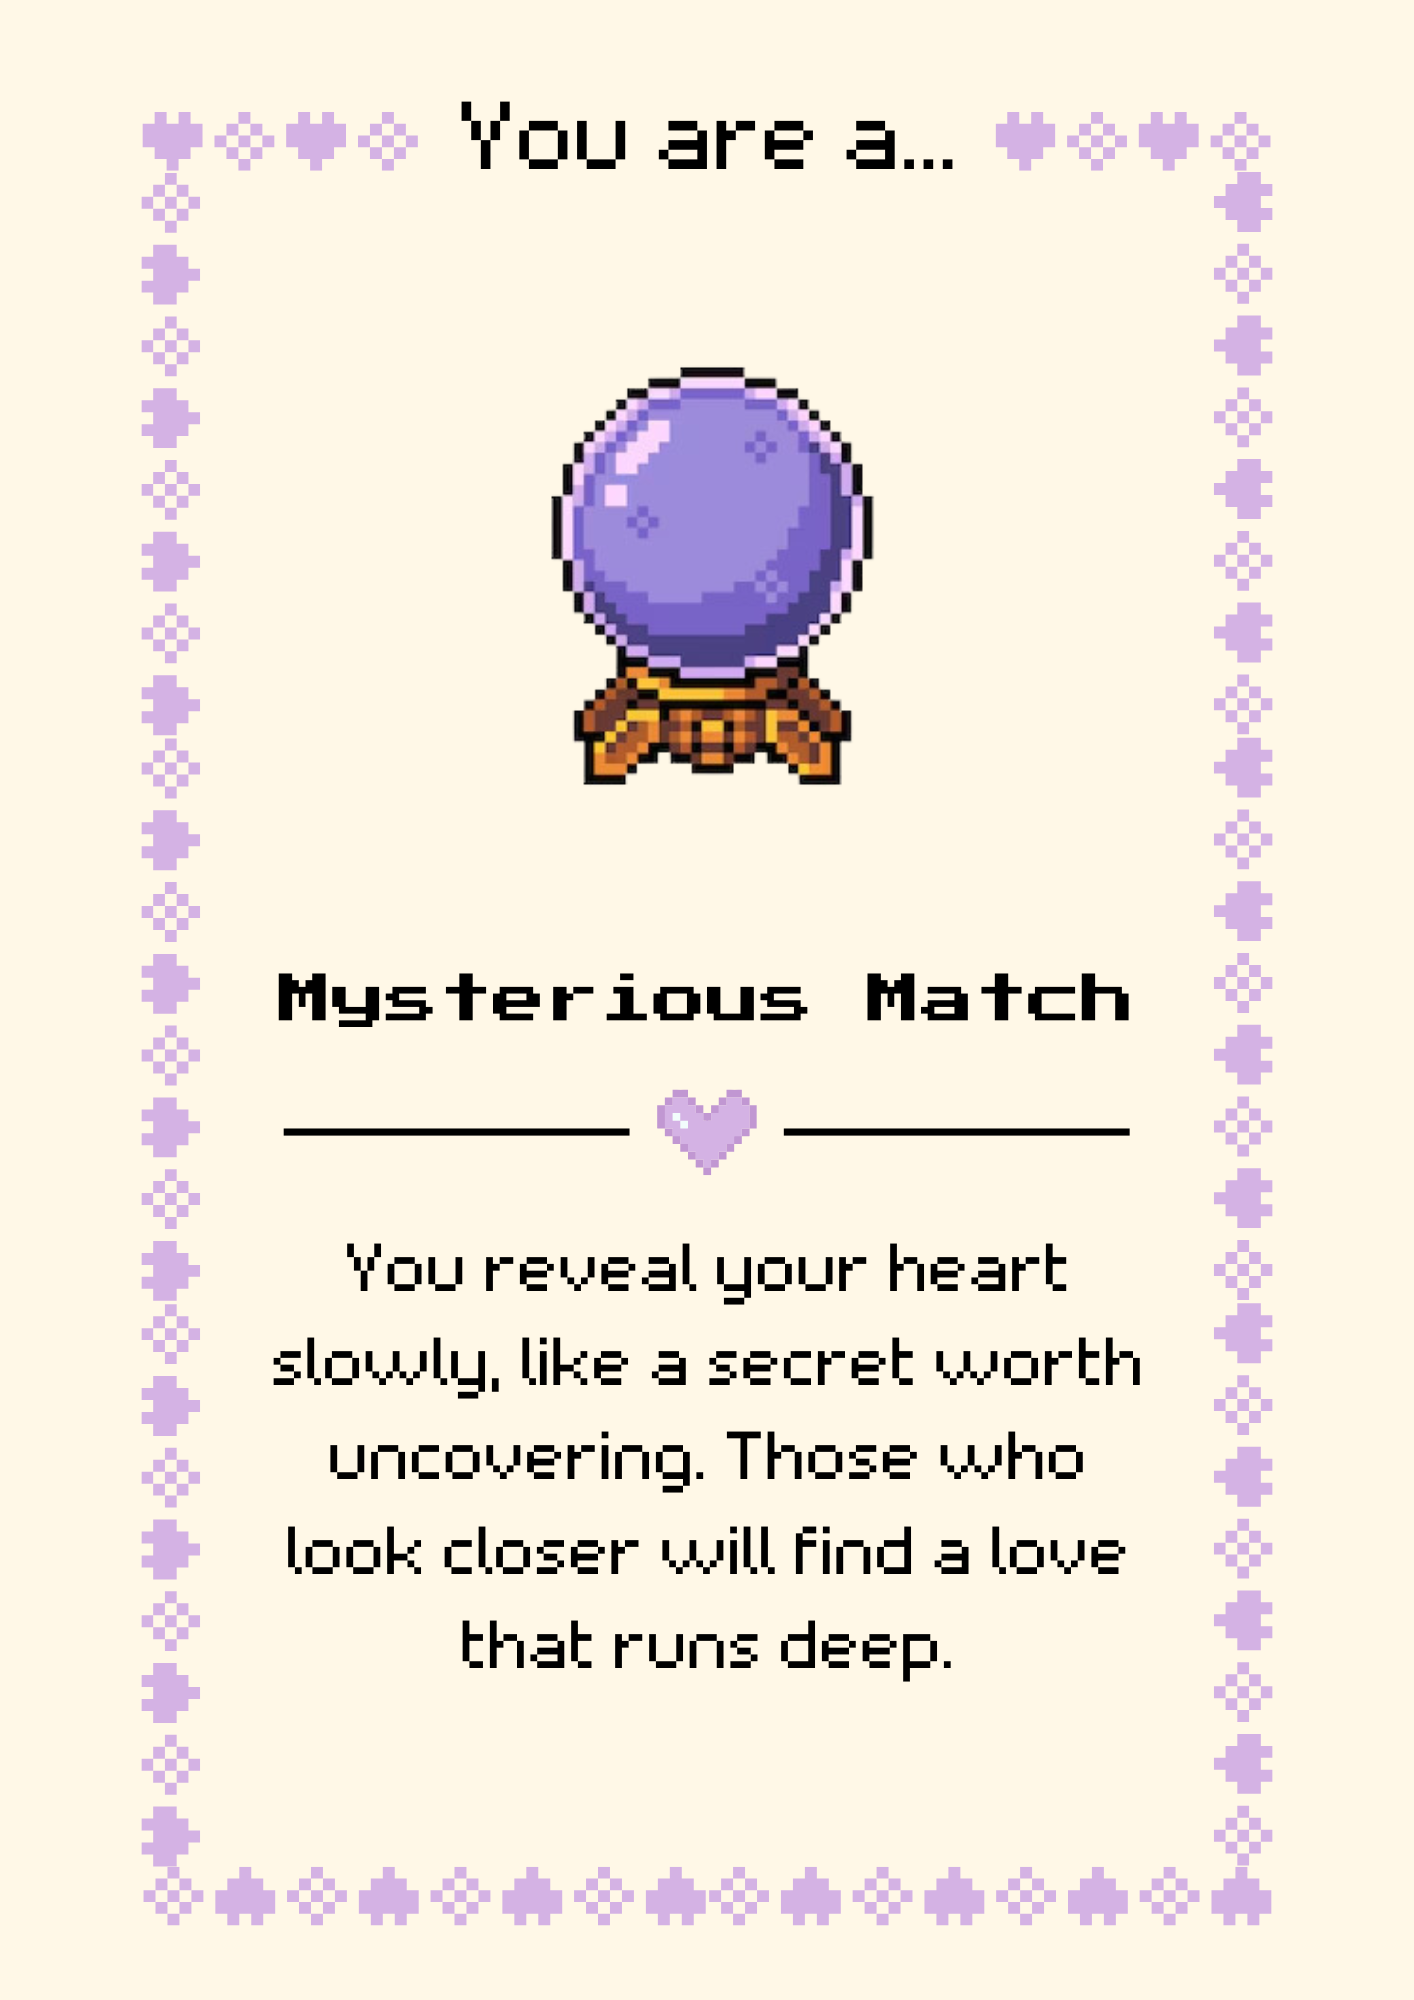 You are a...
Mysterious Match
You reveal your heart
slowly, like a secret worth
uncovering. Those who
look closer will find a love
that runs deep.